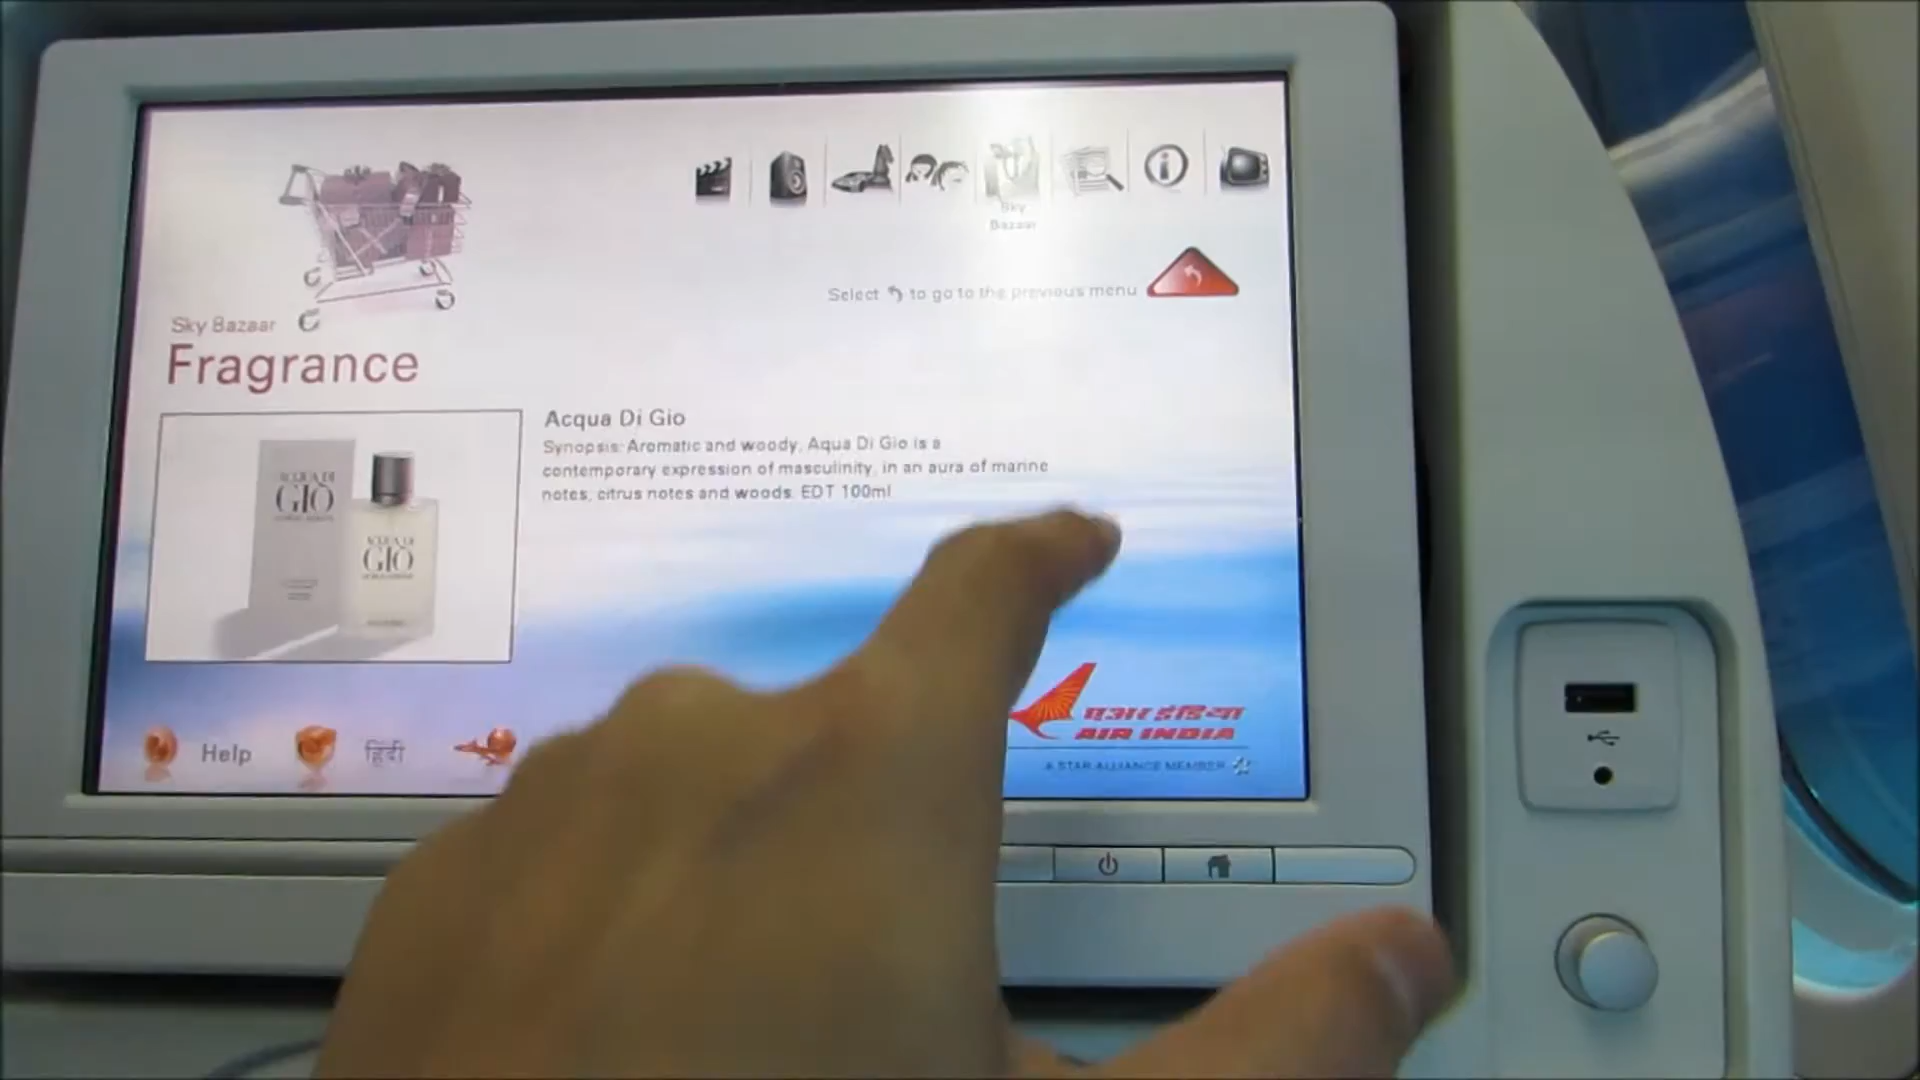 Sky
Bazaar
Select to go to the previous menu
Sky Bazaar
Fragrance
Acqua Di Gio
Synopsis: Aromatic and woody, Aqua Di Gio is a
contemporary expression of masculinity, in an aura of marine
notes, citrus notes and woods. EDT 100ml
ACQUA DI
GIÒ
ACQUA DI
GIÒ
Help
हिंदी
एअर इंडिया
AIR INDIA
A STAR ALLIANCE MEMBER